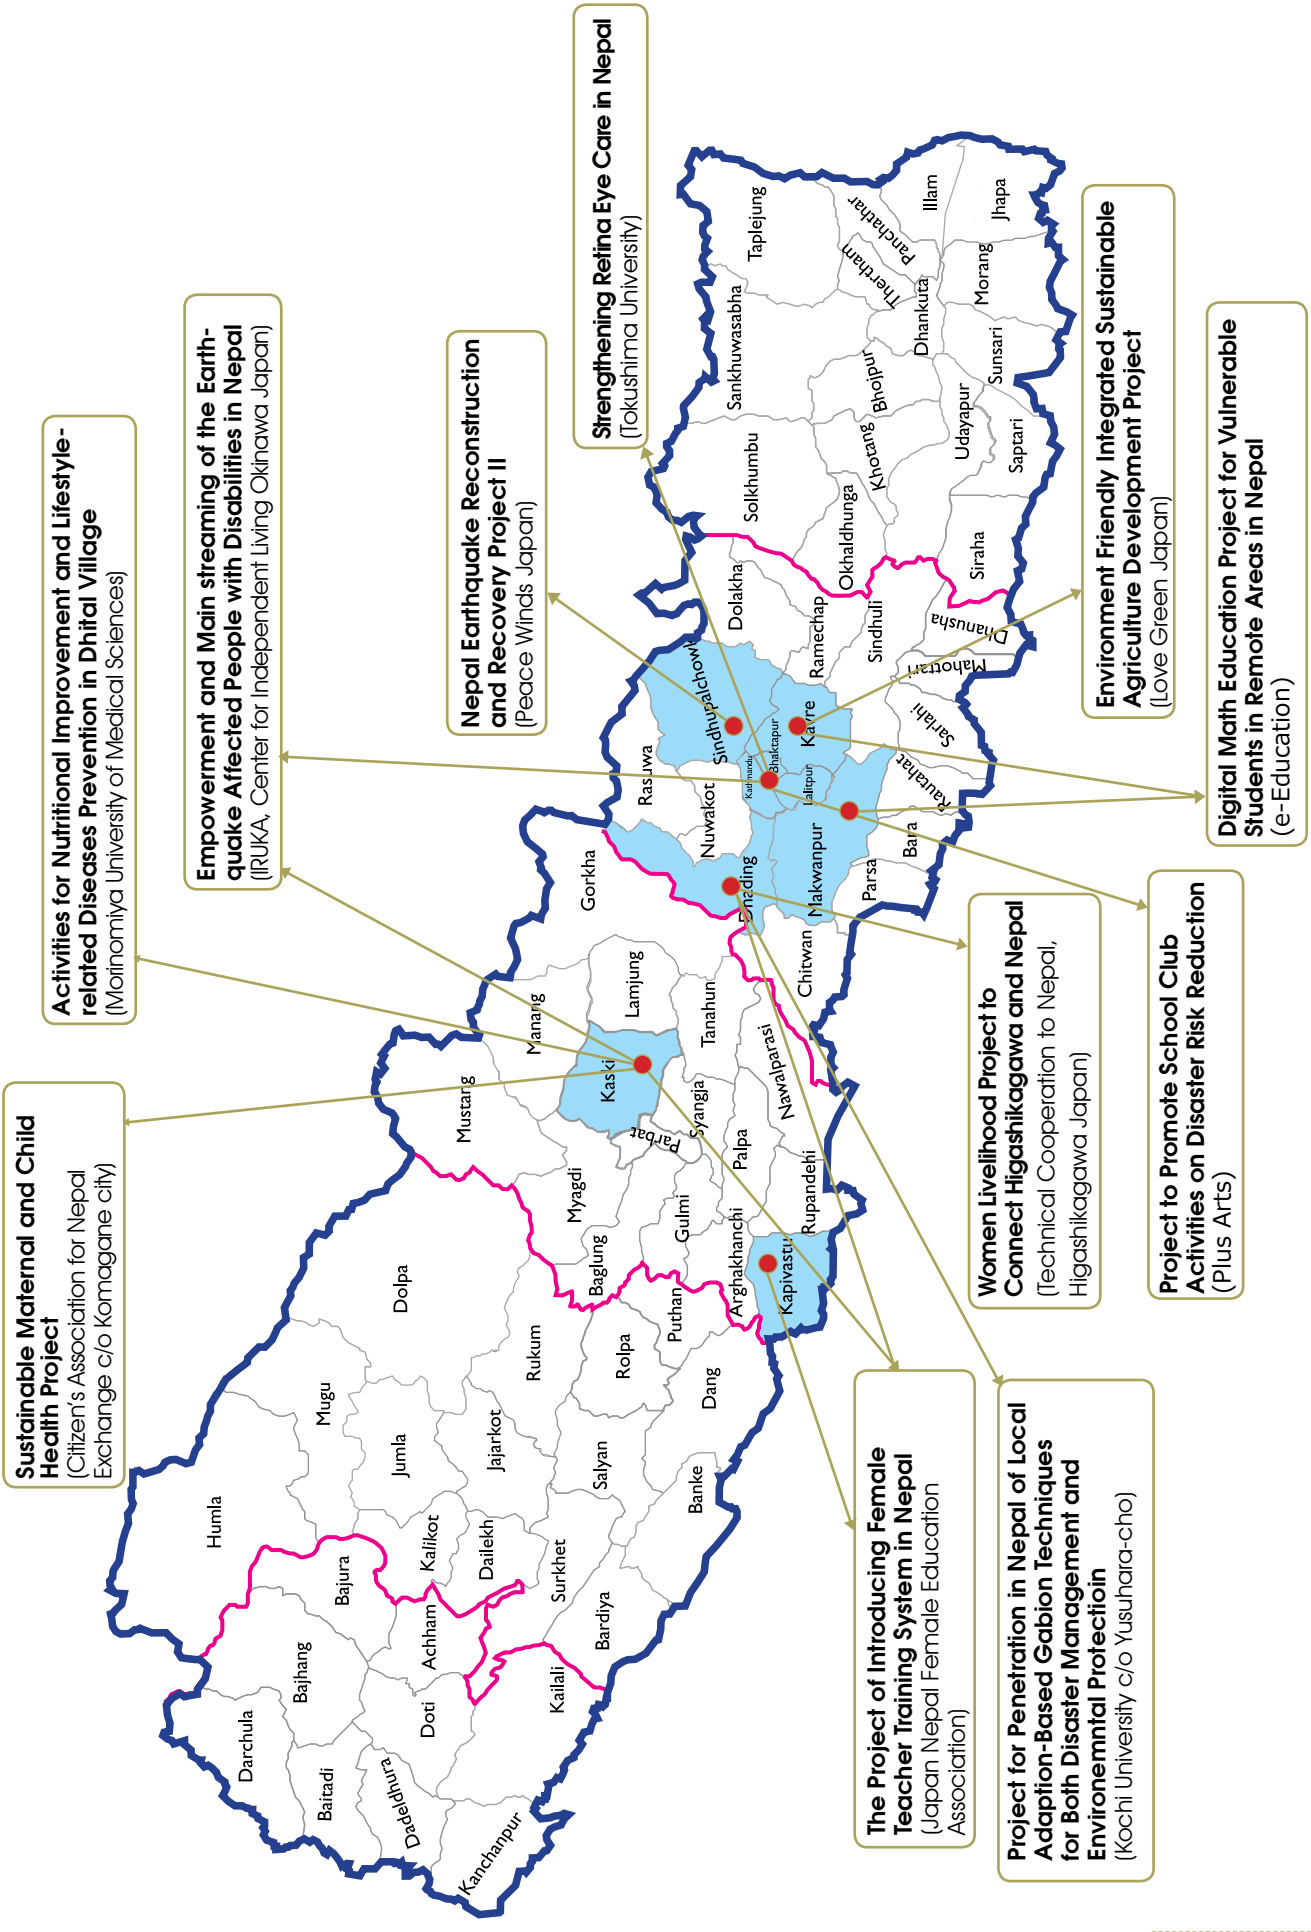 Sustainable Maternal and Child
Health Project
(Citizen's Association for Nepal
Exchange c/o Komagane city)
Activities for Nutritional Improvement and Lifestyle-
related Diseases Prevention in Dhital Village
(Morinomiya University of Medical Sciences)
Empowerment and Main streaming of the Earth-
quake Affected People with Disabilities in Nepal
(IRUKA, Center for Independent Living Okinawa Japan)
Nepal Earthquake Reconstruction
and Recovery Project II
(Peace Winds Japan)
Strengthening Retina Eye Care in Nepal
(Tokushima University)
Darchula
Baitadi
Dadeldhura
Kanchanpur
Bajhang
Doti
Kailali
Bajura
Achham
Humla
Kalikot
Dailekh
Surkhet
Bardiya
Mugu
Jumla
Jajarkot
Salyan
Banke
Dolpa
Rukum
Rolpa
Puthan
Dang
Mustang
Myagdi
Baglung
Gulmi
Arghakhanchi
Kapivastu
Manang
Kaski
Parbat
Syangja
Palpa
Rupandehi
Nawalparasi
Gorkha
Lamjung
Tanahun
Chitwan
Rasuwa
Nuwakot
Dhading
Makwanpur
Parsa
Bara
Rautahat
Sindhupalchowk
Kathmandu
Bhaktapur
Lalitpur
Kavre
Sarlahi
Mahottari
Dhanusha
Dolakha
Ramechap
Sindhuli
Solkhumbu
Okhaldhunga
Khotang
Udayapur
Siraha
Saptari
Sankhuwasabha
Bhojpur
Dhankuta
Sunsari
Morang
Taplejung
Thertham
Panchathar
Illam
Jhapa
The Project of Introducing Female
Teacher Training System in Nepal
(Japan Nepal Female Education
Association)
Project for Penetration in Nepal of Local
Adaption-Based Gabion Techniques
for Both Disaster Management and
Environemntal Protection
(Kochi University c/o Yusuhara-cho)
Women Livelihood Project to
Connect Higashikagawa and Nepal
(Technical Cooperation to Nepal,
Higashikagawa Japan)
Project to Promote School Club
Activities on Disaster Risk Reduction
(Plus Arts)
Environment Friendly Integrated Sustainable
Agriculture Development Project
(Love Green Japan)
Digital Math Education Project for Vulnerable
Students in Remote Areas in Nepal
(e-Education)